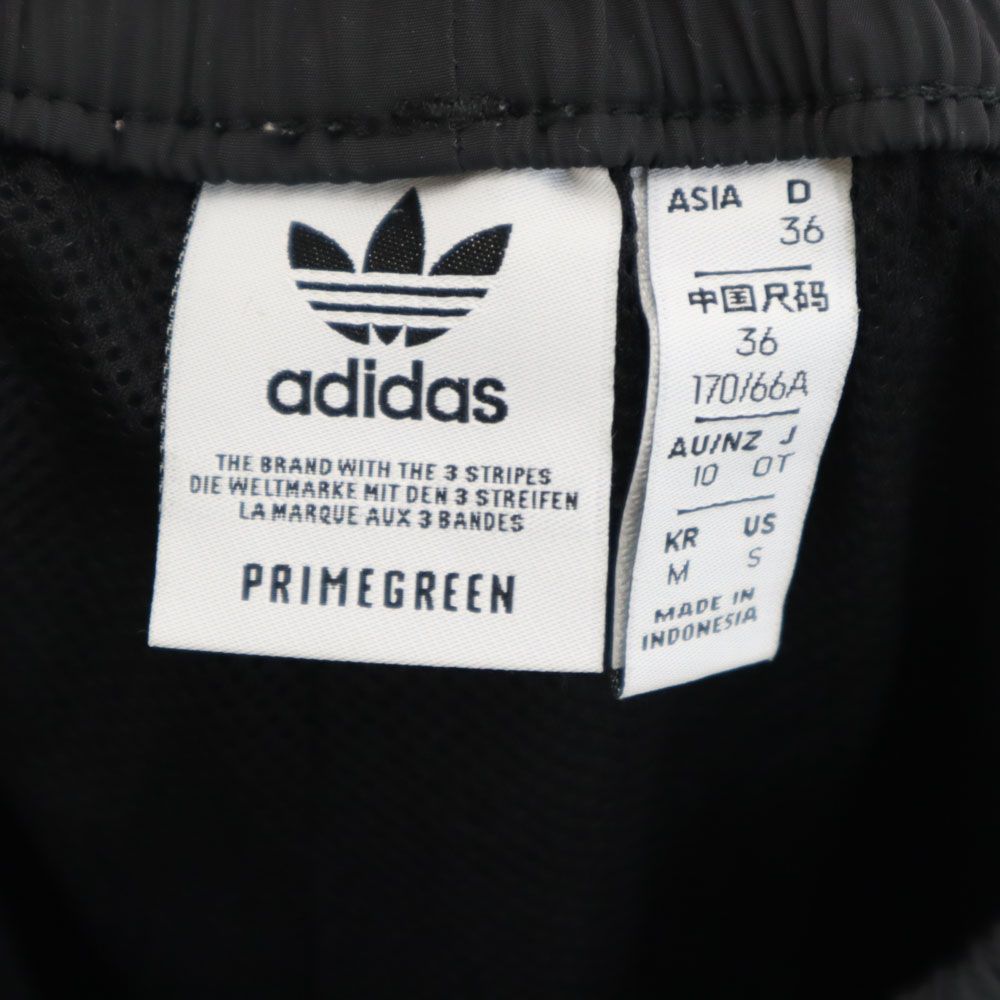 adidas
THE BRAND WITH THE 3 STRIPES
DIE WELTMARKE MIT DEN 3 STREIFEN
LA MARQUE AUX 3 BANDES
PRIMEGREEN
ASIA D
36
中国尺码
36
170/66A
AU/NZ J
10 OT
KR US
M S
MADE IN
INDONESIA